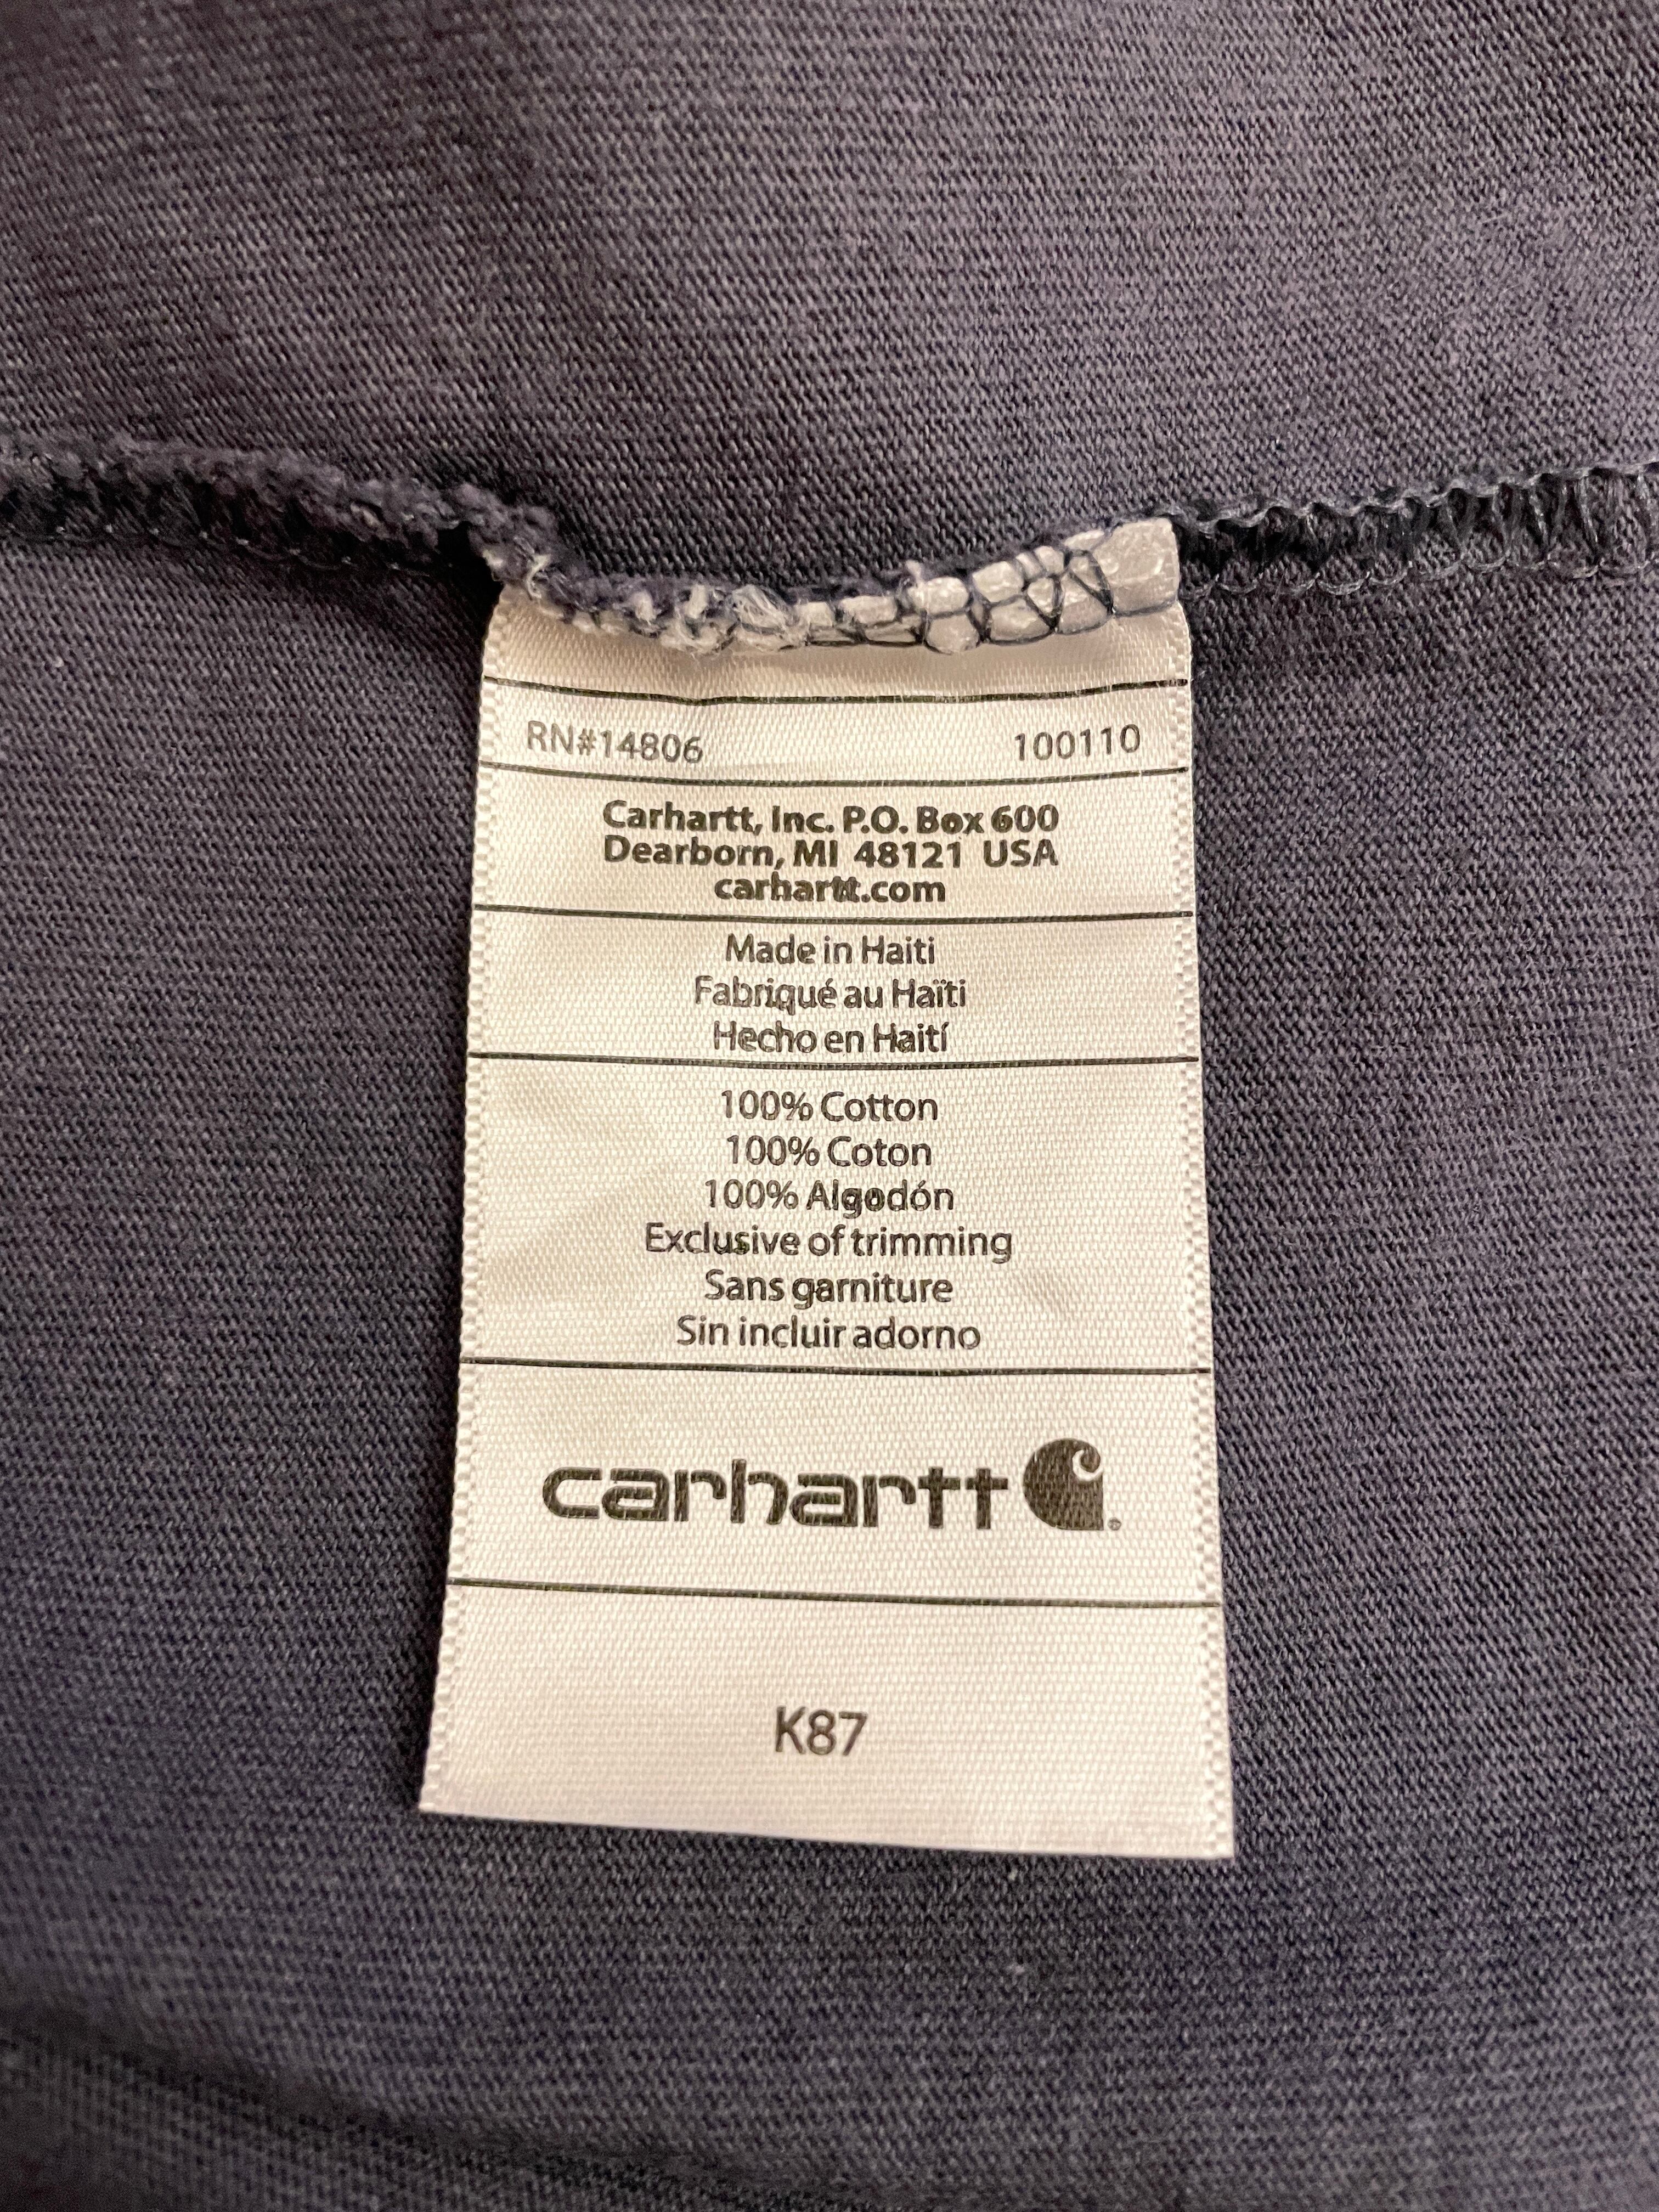 RN#14806 100110
Carhartt, Inc. P.O. Box 600
Dearborn, MI 48121 USA
carhartt.com
Made in Haiti
Fabriqué au Haïti
Hecho en Haití
100% Cotton
100% Coton
100% Algodón
Exclusive of trimming
Sans garniture
Sin incluir adorno
carhartt
K87